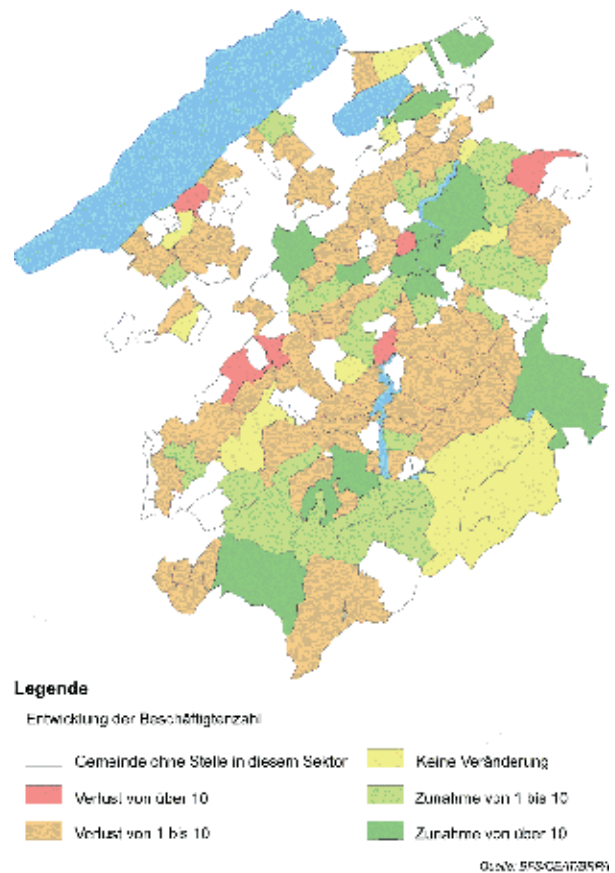 Legende
Entwicklung der Beschäftigtenzahl
Gemeinde ohne Stelle in diesem Sektor
Keine Veränderung
Verlust von über 10
Zunahme von 1 bis 10
Verlust von 1 bis 10
Zunahme von über 10
Quelle: